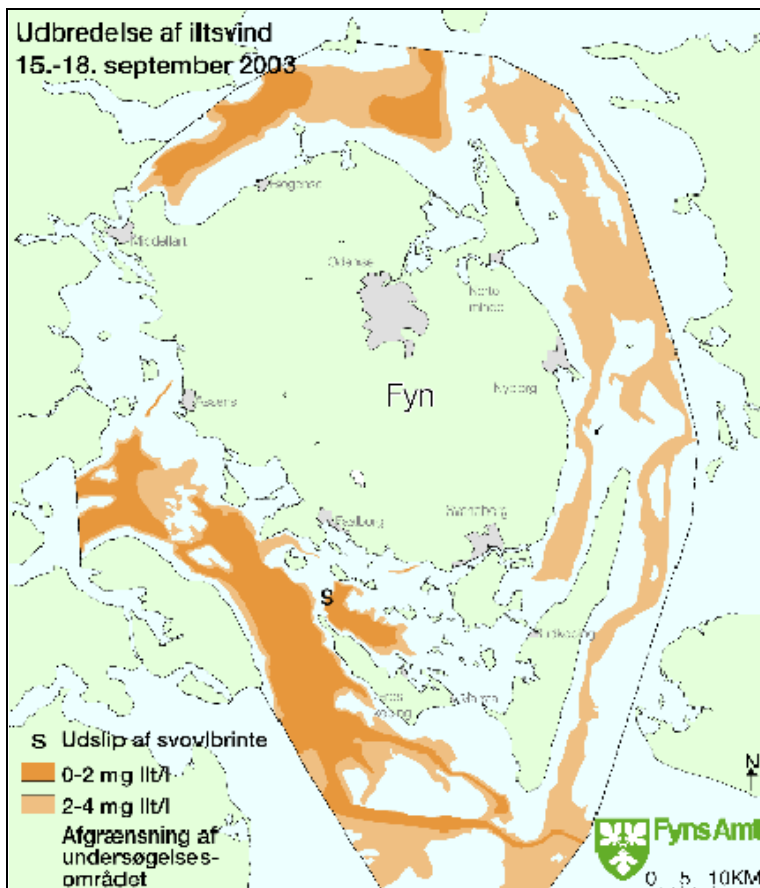 Udbredelse af iltsvind
15.-18. september 2003
Middelfart
Odense
Nyborg
Fyn
Assens
Svendborg
S
S Udslip af svovlbrinte
0-2 mg Ilt/l
2-4 mg Ilt/l
Afgrænsning af
undersøgelses-
området
N
Fyns Amt
0 5 10KM